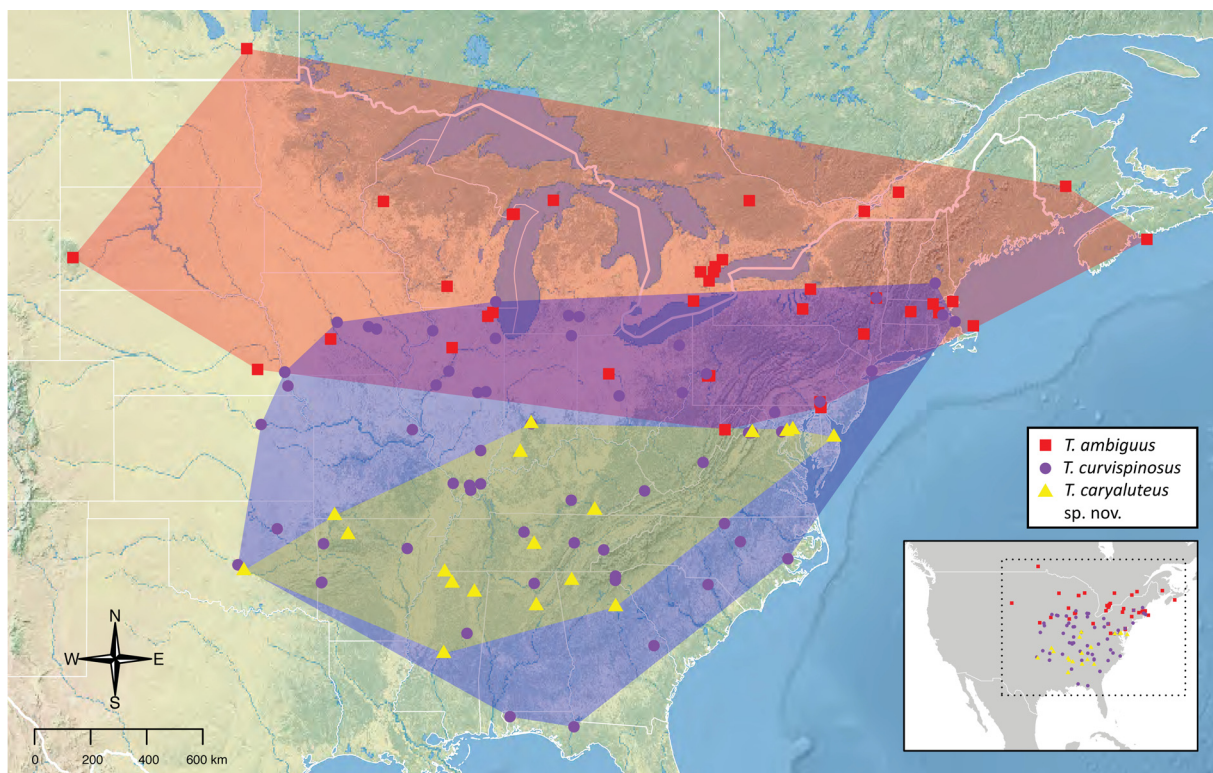 T. ambiguus
T. curvispinosus
T. caryaluteus
sp. nov.
N
W E
S
0 200 400 600 km